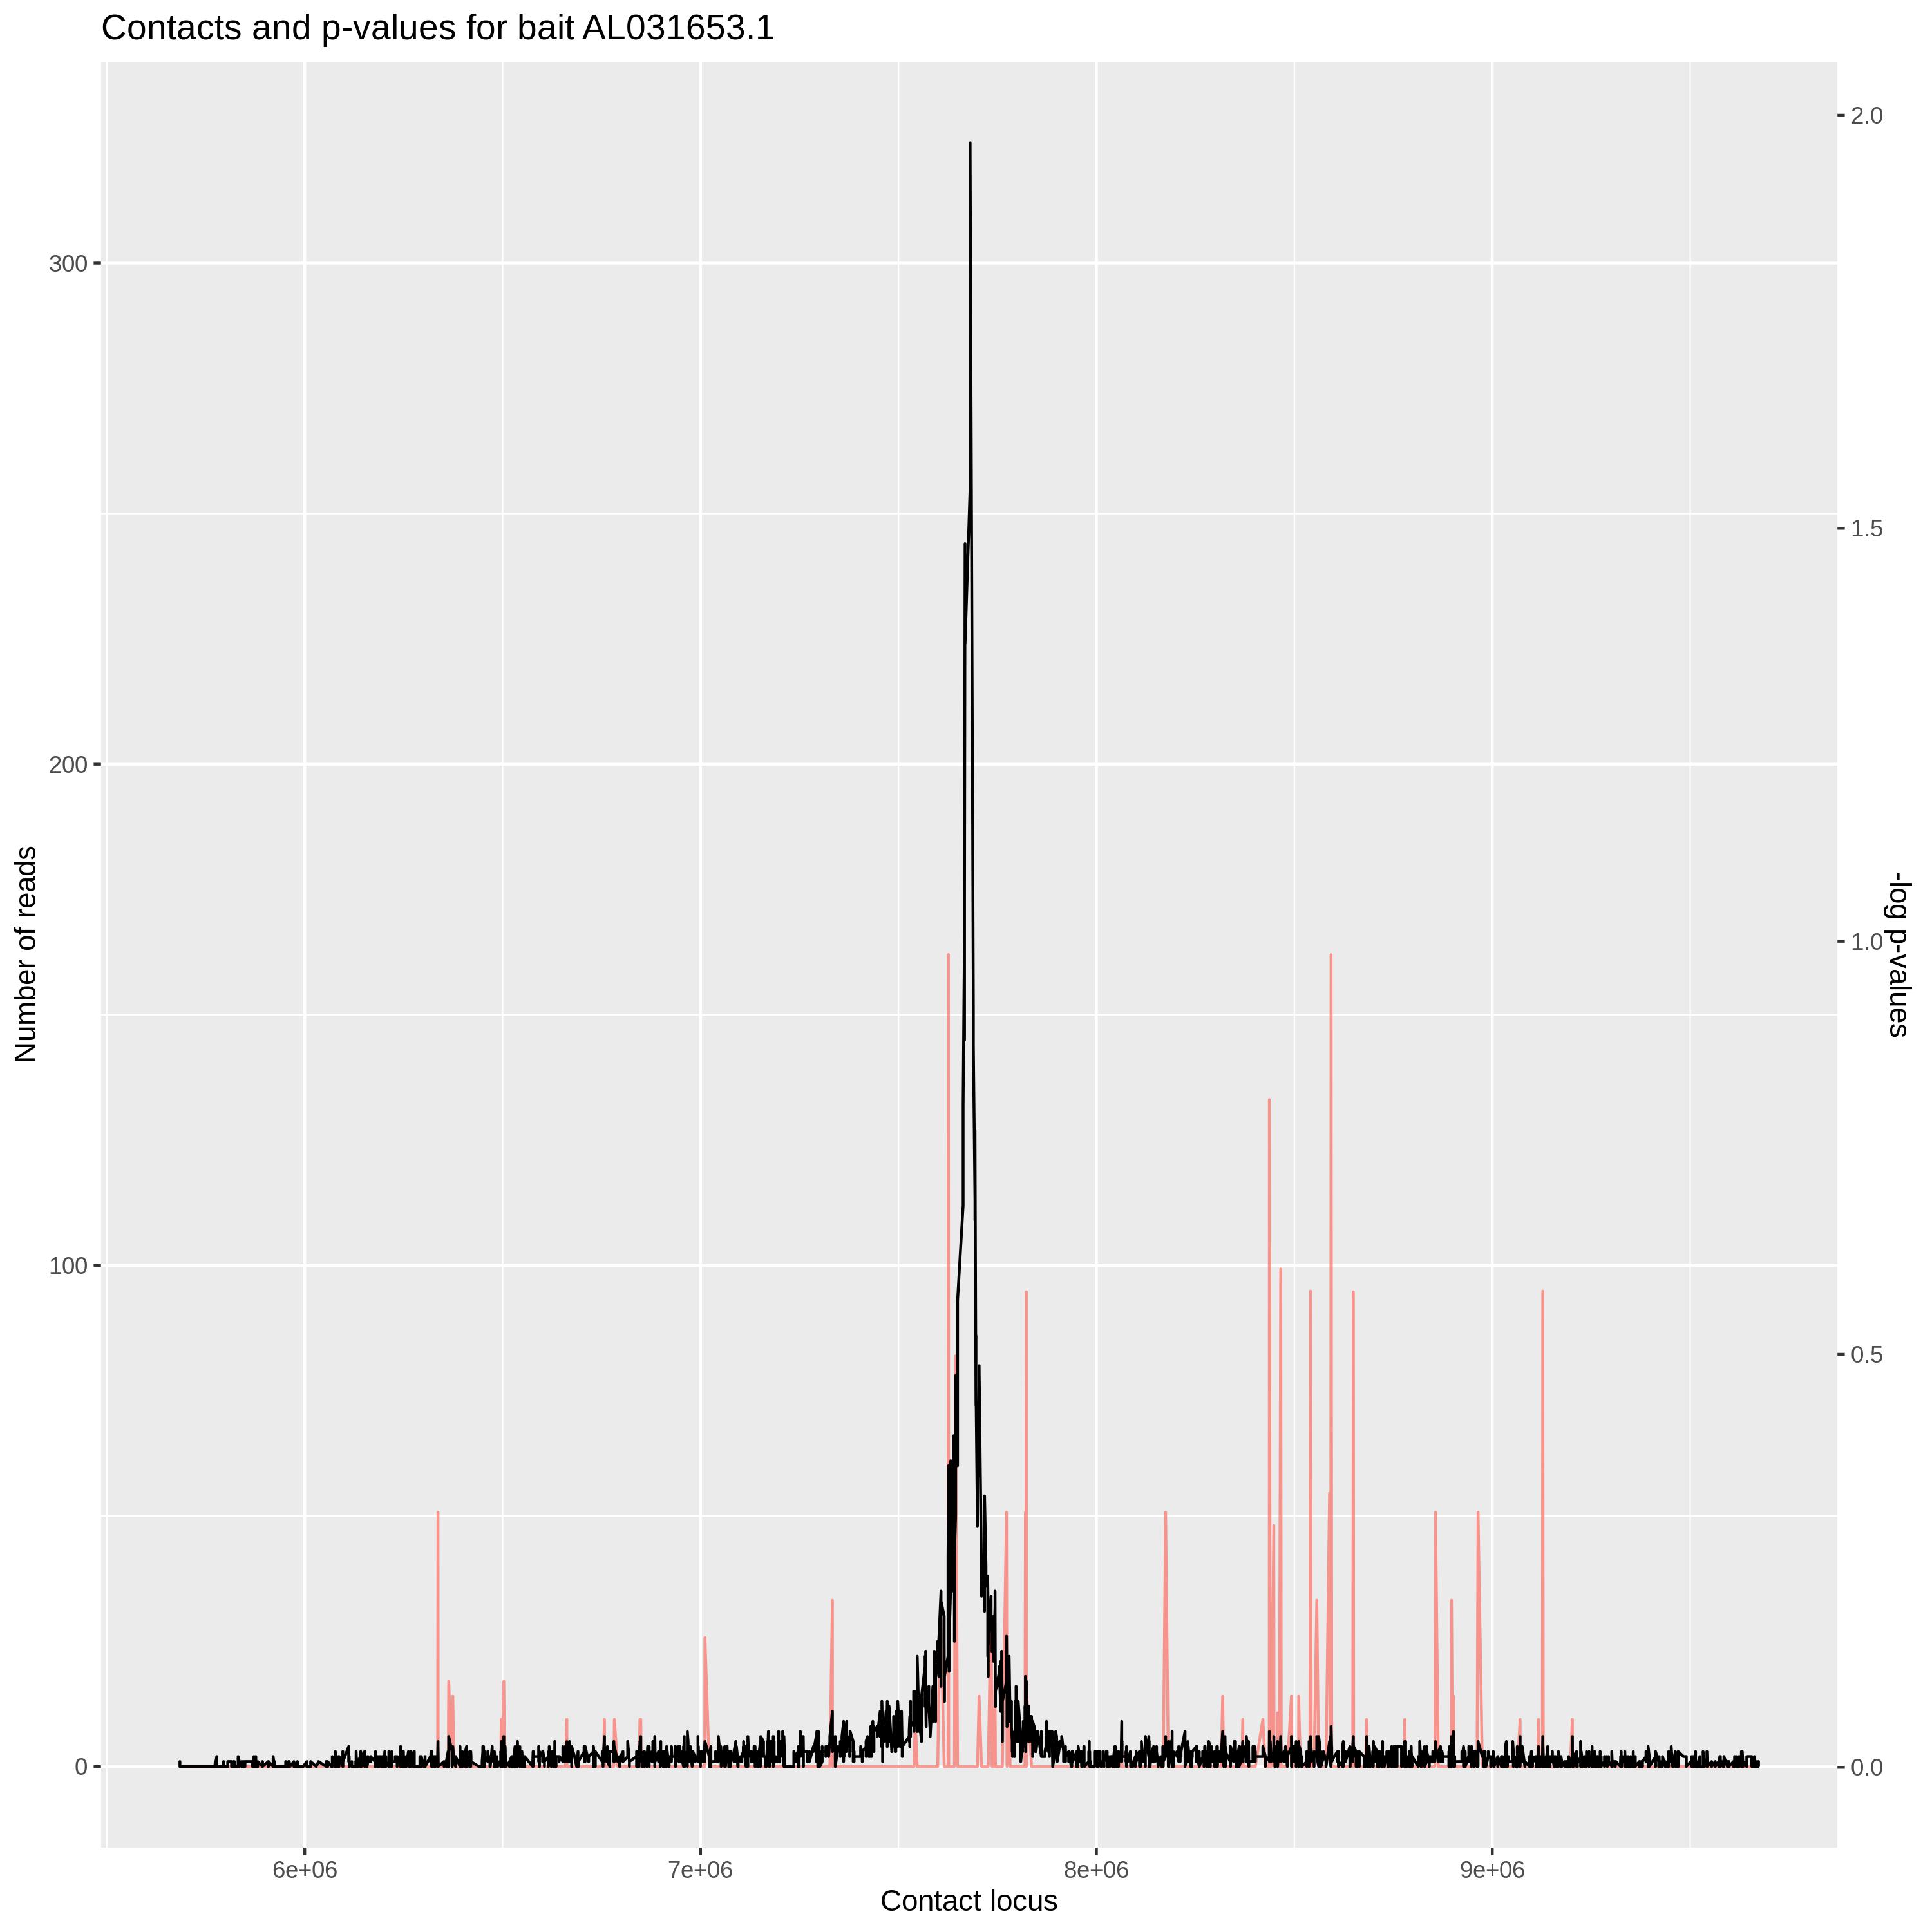 Contacts and p-values for bait AL031653.1
Number of reads
300
200
100
0
2.0
1.5
1.0
0.5
0.0
-log p-values
6e+06
7e+06
8e+06
9e+06
Contact locus